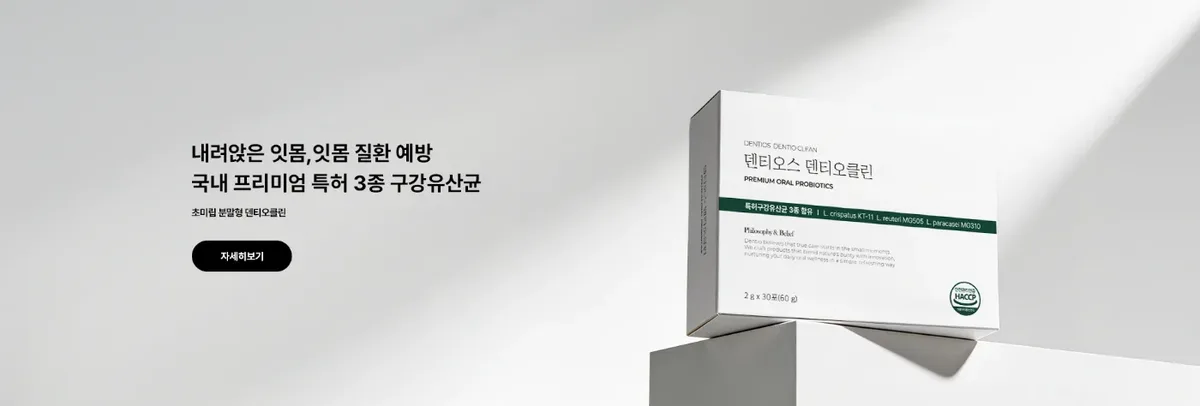 내려앉은 잇몸,잇몸 질환 예방
국내 프리미엄 특허 3종 구강유산균
초미립 분말형 덴티오클린
자세히보기
DENTIOS DENTIO CLEAN
덴티오스 덴티오클린
PREMIUM ORAL PROBIOTICS
특허구강유산균 3종 함유 | L. crispatus KT-11 L. reuteri MG505 L. paracasei MG310
Philosophy & Belief
2 g x 30포(60 g)
HACCP